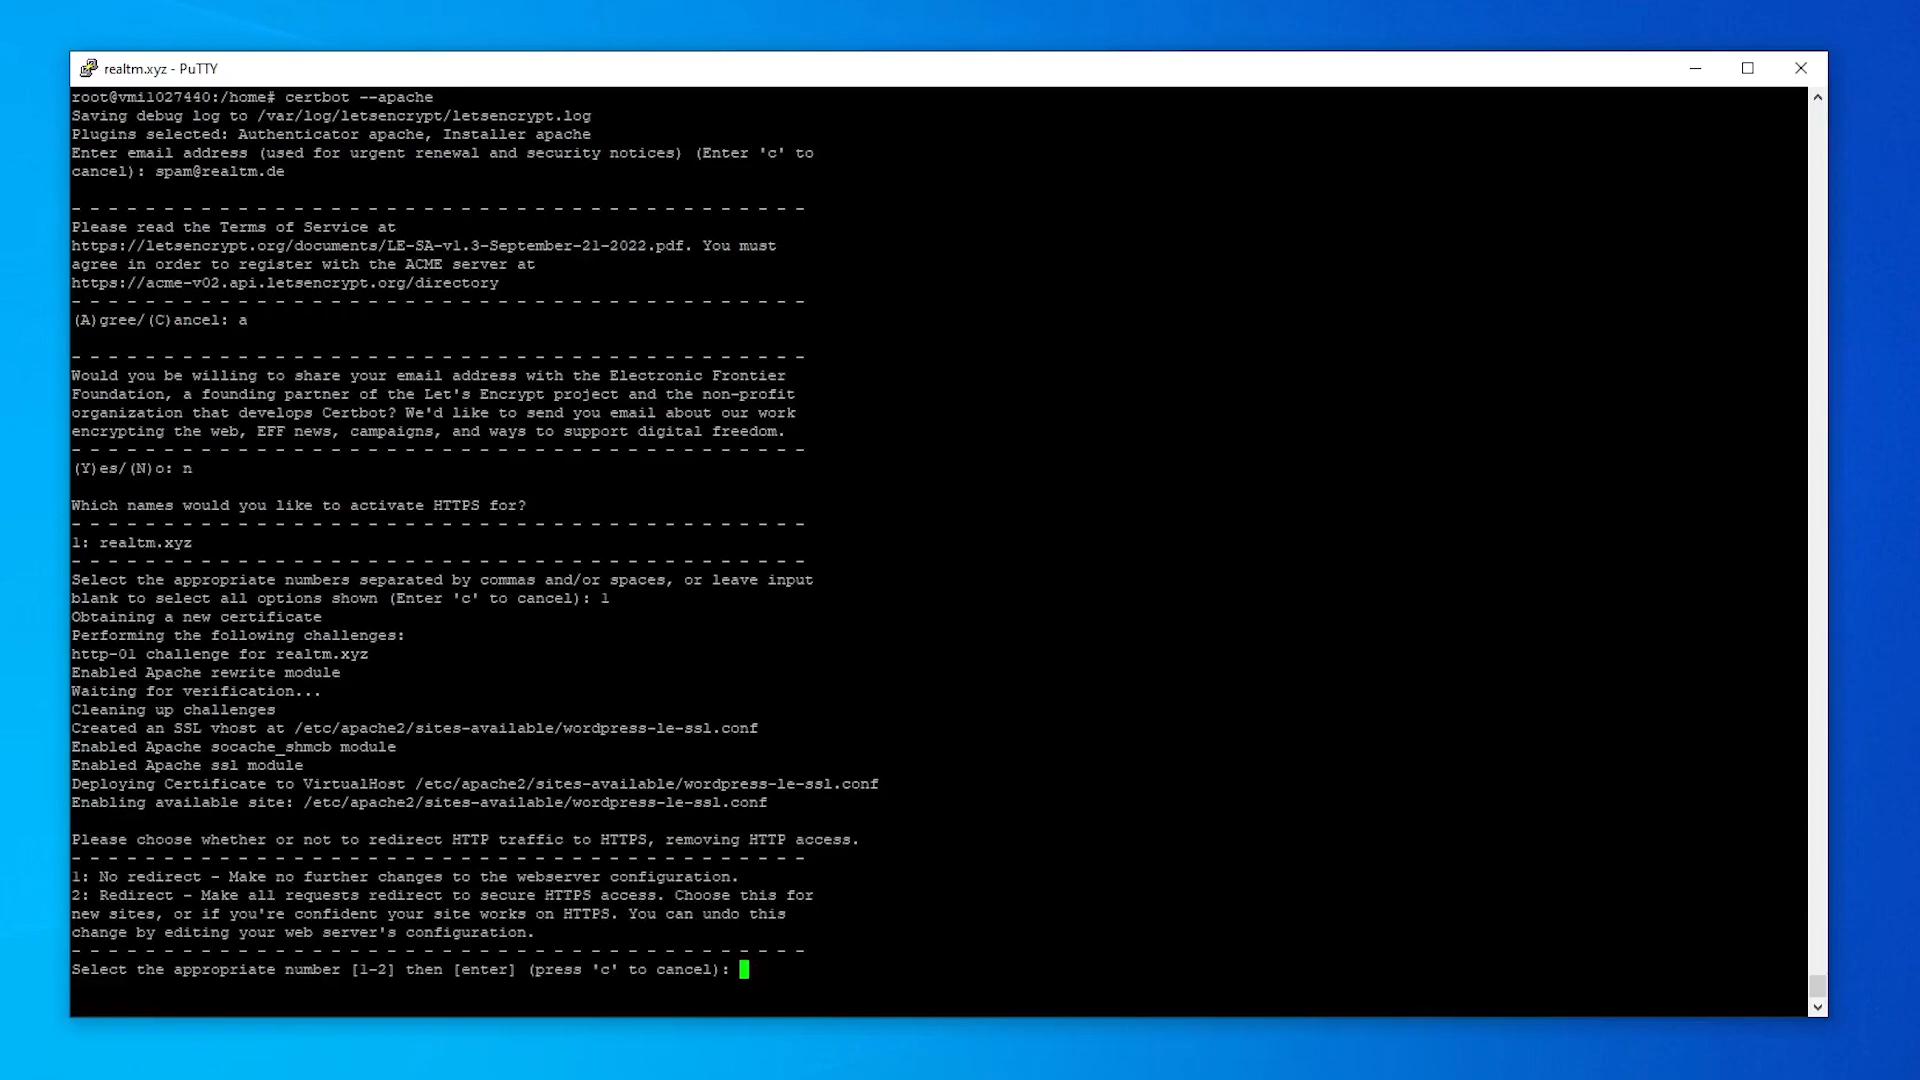 realtm.xyz - PuTTY
root@vmi1027440:/home# certbot --apache
Saving debug log to /var/log/letsencrypt/letsencrypt.log
Plugins selected: Authenticator apache, Installer apache
Enter email address (used for urgent renewal and security notices) (Enter 'c' to
cancel): spam@realtm.de
- - - - - - - - - - - - - - - - - - - - - - - - - - - - - - - - - - - - - - - -
Please read the Terms of Service at
https://letsencrypt.org/documents/LE-SA-v1.3-September-21-2022.pdf. You must
agree in order to register with the ACME server at
https://acme-v02.api.letsencrypt.org/directory
- - - - - - - - - - - - - - - - - - - - - - - - - - - - - - - - - - - - - - - -
(A)gree/(C)ancel: a
- - - - - - - - - - - - - - - - - - - - - - - - - - - - - - - - - - - - - - - -
Would you be willing to share your email address with the Electronic Frontier
Foundation, a founding partner of the Let's Encrypt project and the non-profit
organization that develops Certbot? We'd like to send you email about our work
encrypting the web, EFF news, campaigns, and ways to support digital freedom.
- - - - - - - - - - - - - - - - - - - - - - - - - - - - - - - - - - - - - - - -
(Y)es/(N)o: n
Which names would you like to activate HTTPS for?
- - - - - - - - - - - - - - - - - - - - - - - - - - - - - - - - - - - - - - - -
1: realtm.xyz
- - - - - - - - - - - - - - - - - - - - - - - - - - - - - - - - - - - - - - - -
Select the appropriate numbers separated by commas and/or spaces, or leave input
blank to select all options shown (Enter 'c' to cancel): 1
Obtaining a new certificate
Performing the following challenges:
http-01 challenge for realtm.xyz
Enabled Apache rewrite module
Waiting for verification...
Cleaning up challenges
Created an SSL vhost at /etc/apache2/sites-available/wordpress-le-ssl.conf
Enabled Apache socache_shmcb module
Enabled Apache ssl module
Deploying Certificate to VirtualHost /etc/apache2/sites-available/wordpress-le-ssl.conf
Enabling available site: /etc/apache2/sites-available/wordpress-le-ssl.conf
Please choose whether or not to redirect HTTP traffic to HTTPS, removing HTTP access.
- - - - - - - - - - - - - - - - - - - - - - - - - - - - - - - - - - - - - - - -
1: No redirect - Make no further changes to the webserver configuration.
2: Redirect - Make all requests redirect to secure HTTPS access. Choose this for
new sites, or if you're confident your site works on HTTPS. You can undo this
change by editing your web server's configuration.
- - - - - - - - - - - - - - - - - - - - - - - - - - - - - - - - - - - - - - - -
Select the appropriate number [1-2] then [enter] (press 'c' to cancel):